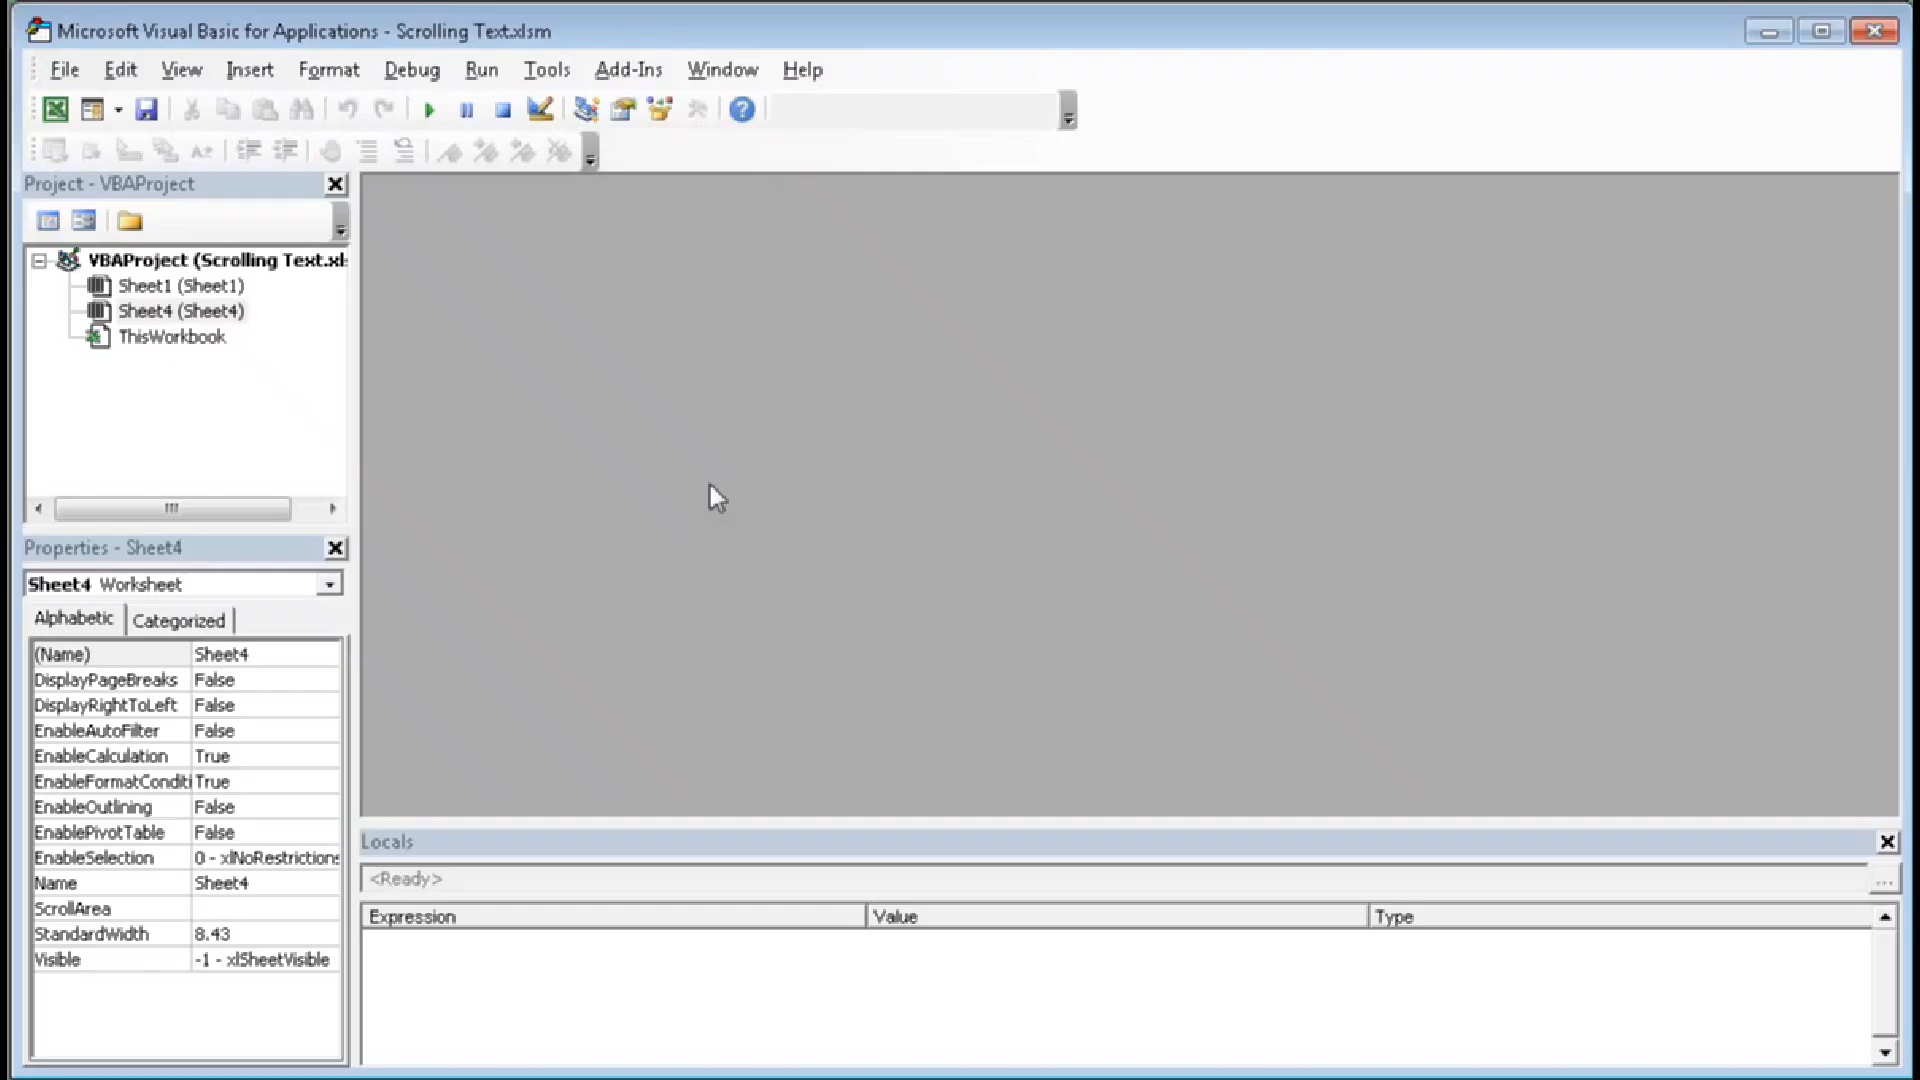 Microsoft Visual Basic for Applications - Scrolling Text.xlsm
File Edit View Insert Format Debug Run Tools Add-Ins Window Help
Project - VBAProject
VBAProject (Scrolling Text.xl
Sheet1 (Sheet1)
Sheet4 (Sheet4)
ThisWorkbook
Properties - Sheet4
Sheet4 Worksheet
Alphabetic Categorized
(Name) Sheet4
DisplayPageBreaks False
DisplayRightToLeft False
EnableAutoFilter False
EnableCalculation True
EnableFormatConditi True
EnableOutlining False
EnablePivotTable False
EnableSelection 0 - xlNoRestrictions
Name Sheet4
ScrollArea
StandardWidth 8.43
Visible -1 - xlSheetVisible
Locals
<Ready>
...
Expression Value Type